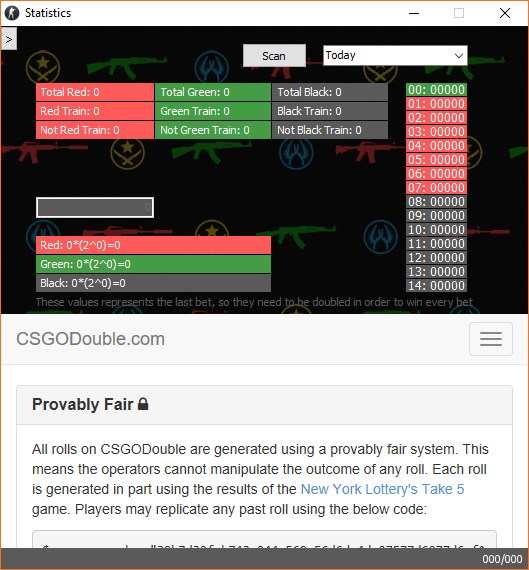 Statistics
>
Scan
Today
Total Red: 0 Total Green: 0 Total Black: 0
Red Train: 0 Green Train: 0 Black Train: 0
Not Red Train: 0 Not Green Train: 0 Not Black Train: 0
00: 00000
01: 00000
02: 00000
03: 00000
04: 00000
05: 00000
06: 00000
07: 00000
08: 00000
09: 00000
10: 00000
11: 00000
12: 00000
13: 00000
14: 00000
0
Red: 0*(2^0)=0
Green: 0*(2^0)=0
Black: 0*(2^0)=0
These values represents the last bet, so they need to be doubled in order to win every bet
CSGODouble.com
Provably Fair
All rolls on CSGODouble are generated using a provably fair system. This
means the operators cannot manipulate the outcome of any roll. Each roll
is generated in part using the results of the New York Lottery's Take 5
game. Players may replicate any past roll using the below code:
000/000